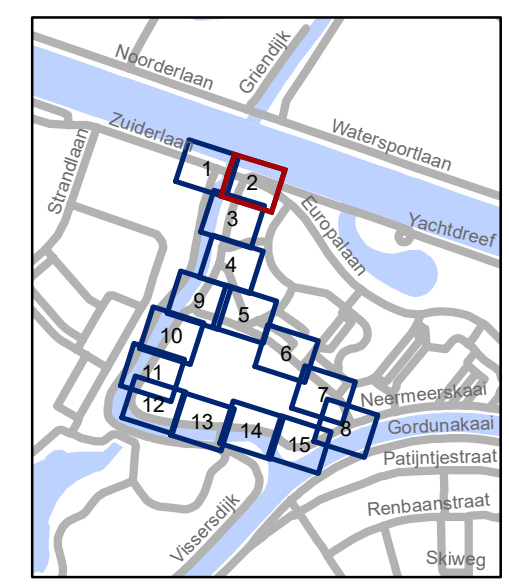 Noorderlaan
Griendijk
Watersportlaan
Zuiderlaan
Strandlaan
Europalaan
Yachtdreef
1
2
3
4
9
5
10
6
11
7
12
13
14
15
8
Neermeerskaai
Gordunakaai
Patijntjestraat
Renbaanstraat
Vissersdijk
Skiweg